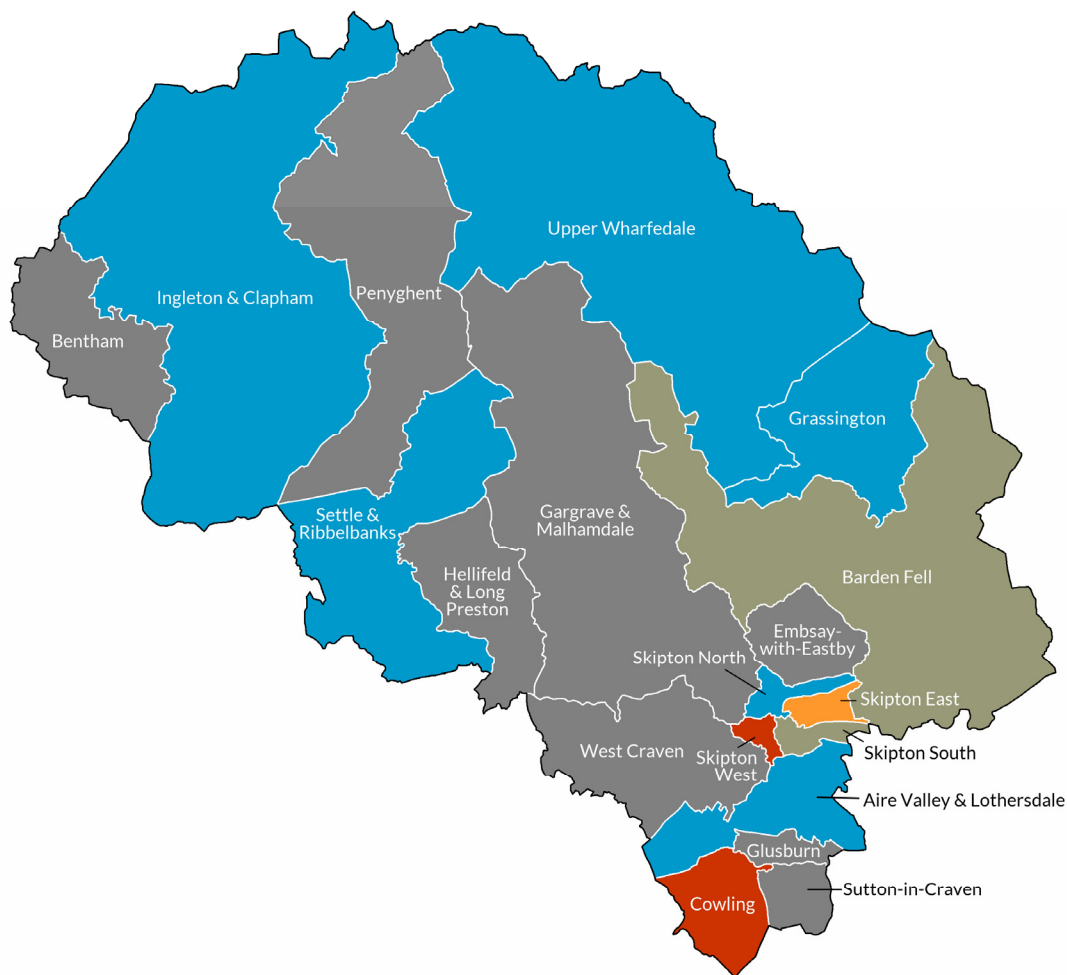 Upper Wharfedale
Ingleton & Clapham
Penyghent
Bentham
Grassington
Settle &
Ribbelbanks
Gargrave &
Malhamdale
Hellifeld
& Long
Preston
Barden Fell
Embsay-
with-Eastby
Skipton North
Skipton East
West Craven
Skipton
West
Skipton South
Aire Valley & Lothersdale
Glusburn
Sutton-in-Craven
Cowling